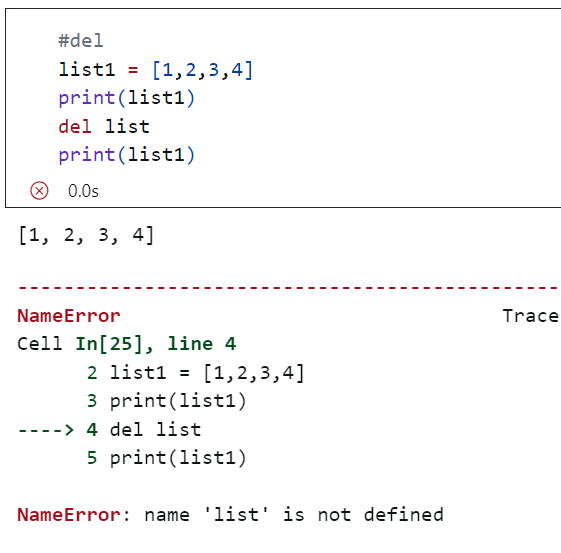 #del
list1 = [1,2,3,4]
print(list1)
del list
print(list1)
0.0s
[1, 2, 3, 4]
-----------------------------------------------
NameError Trace
Cell In[25], line 4
2 list1 = [1,2,3,4]
3 print(list1)
----> 4 del list
5 print(list1)
NameError: name 'list' is not defined